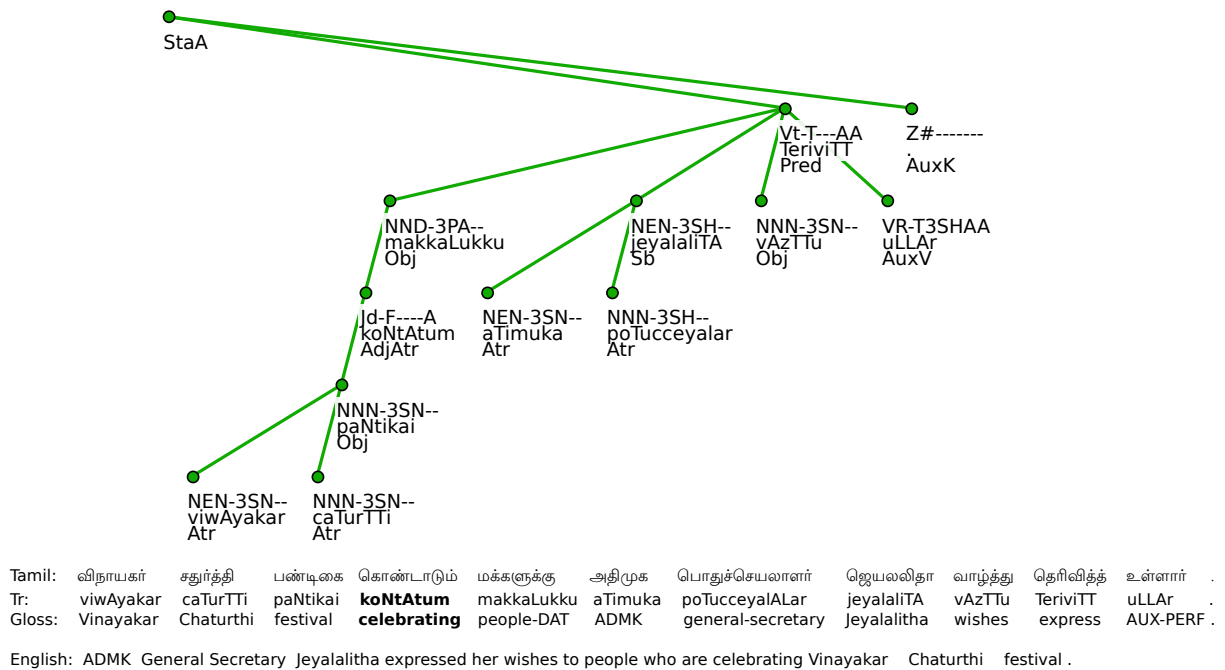 StaA
Vt-T---AA
TeriviTT
Pred
Z#-------
.
AuxK
NND-3PA--
makkaLukku
Obj
NEN-3SH--
jeyalaliTA
Sb
NNN-3SN--
vAzTTu
Obj
VR-T3SHAA
uLLAr
AuxV
Jd-F----A
koNtAtum
AdjAtr
NEN-3SN--
aTimuka
Atr
NNN-3SH--
poTucceyalar
Atr
NNN-3SN--
paNtikai
Obj
NEN-3SN--
viwAyakar
Atr
NNN-3SN--
caTurTTi
Atr
Tamil: விநாயகர் சதுர்த்தி பண்டிகை கொண்டாடும் மக்களுக்கு அதிமுக பொதுச்செயலாளர் ஜெயலலிதா வாழ்த்து தெரிவித்த் உள்ளார் .
Tr: viwAyakar caTurTTi paNtikai koNtAtum makkaLukku aTimuka poTucceyalALar jeyalaliTA vAzTTu TeriviTT uLLAr .
Gloss: Vinayakar Chaturthi festival celebrating people-DAT ADMK general-secretary Jeyalalitha wishes express AUX-PERF .
English: ADMK General Secretary Jeyalalitha expressed her wishes to people who are celebrating Vinayakar Chaturthi festival .